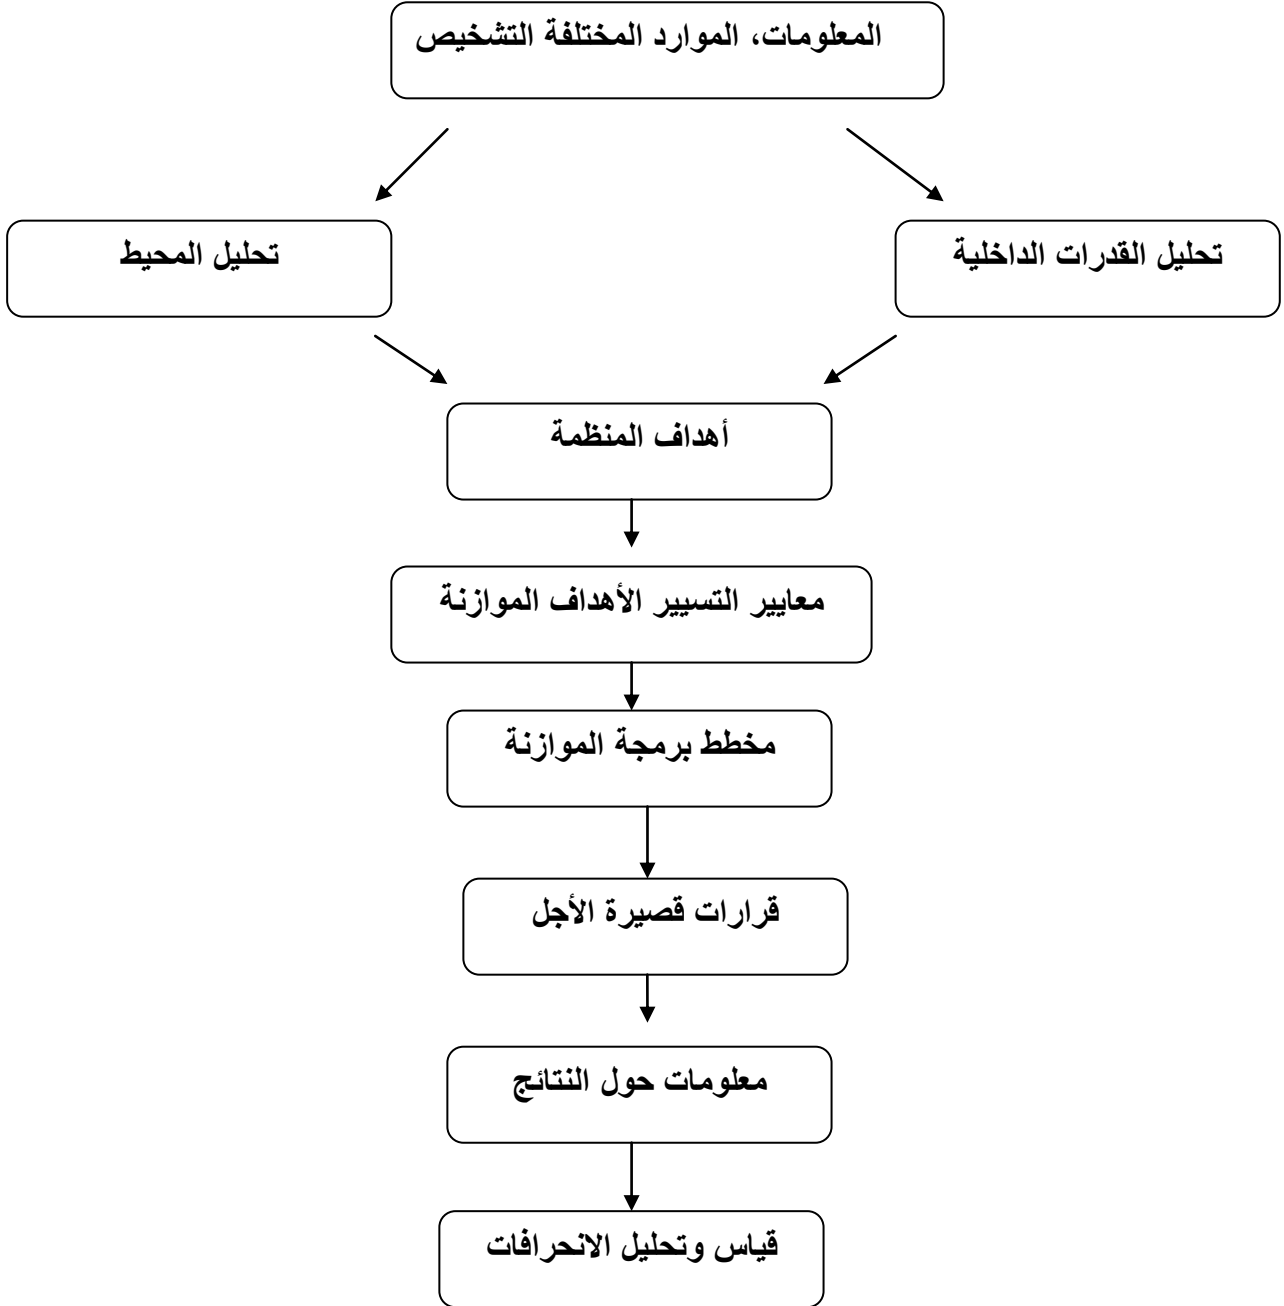 المعلومات، الموارد المختلفة التشخيص
تحليل القدرات الداخلية
تحليل المحيط
أهداف المنظمة
معايير التسيير الأهداف الموازنة
مخطط برمجة الموازنة
قرارات قصيرة الأجل
معلومات حول النتائج
قياس وتحليل الانحرافات